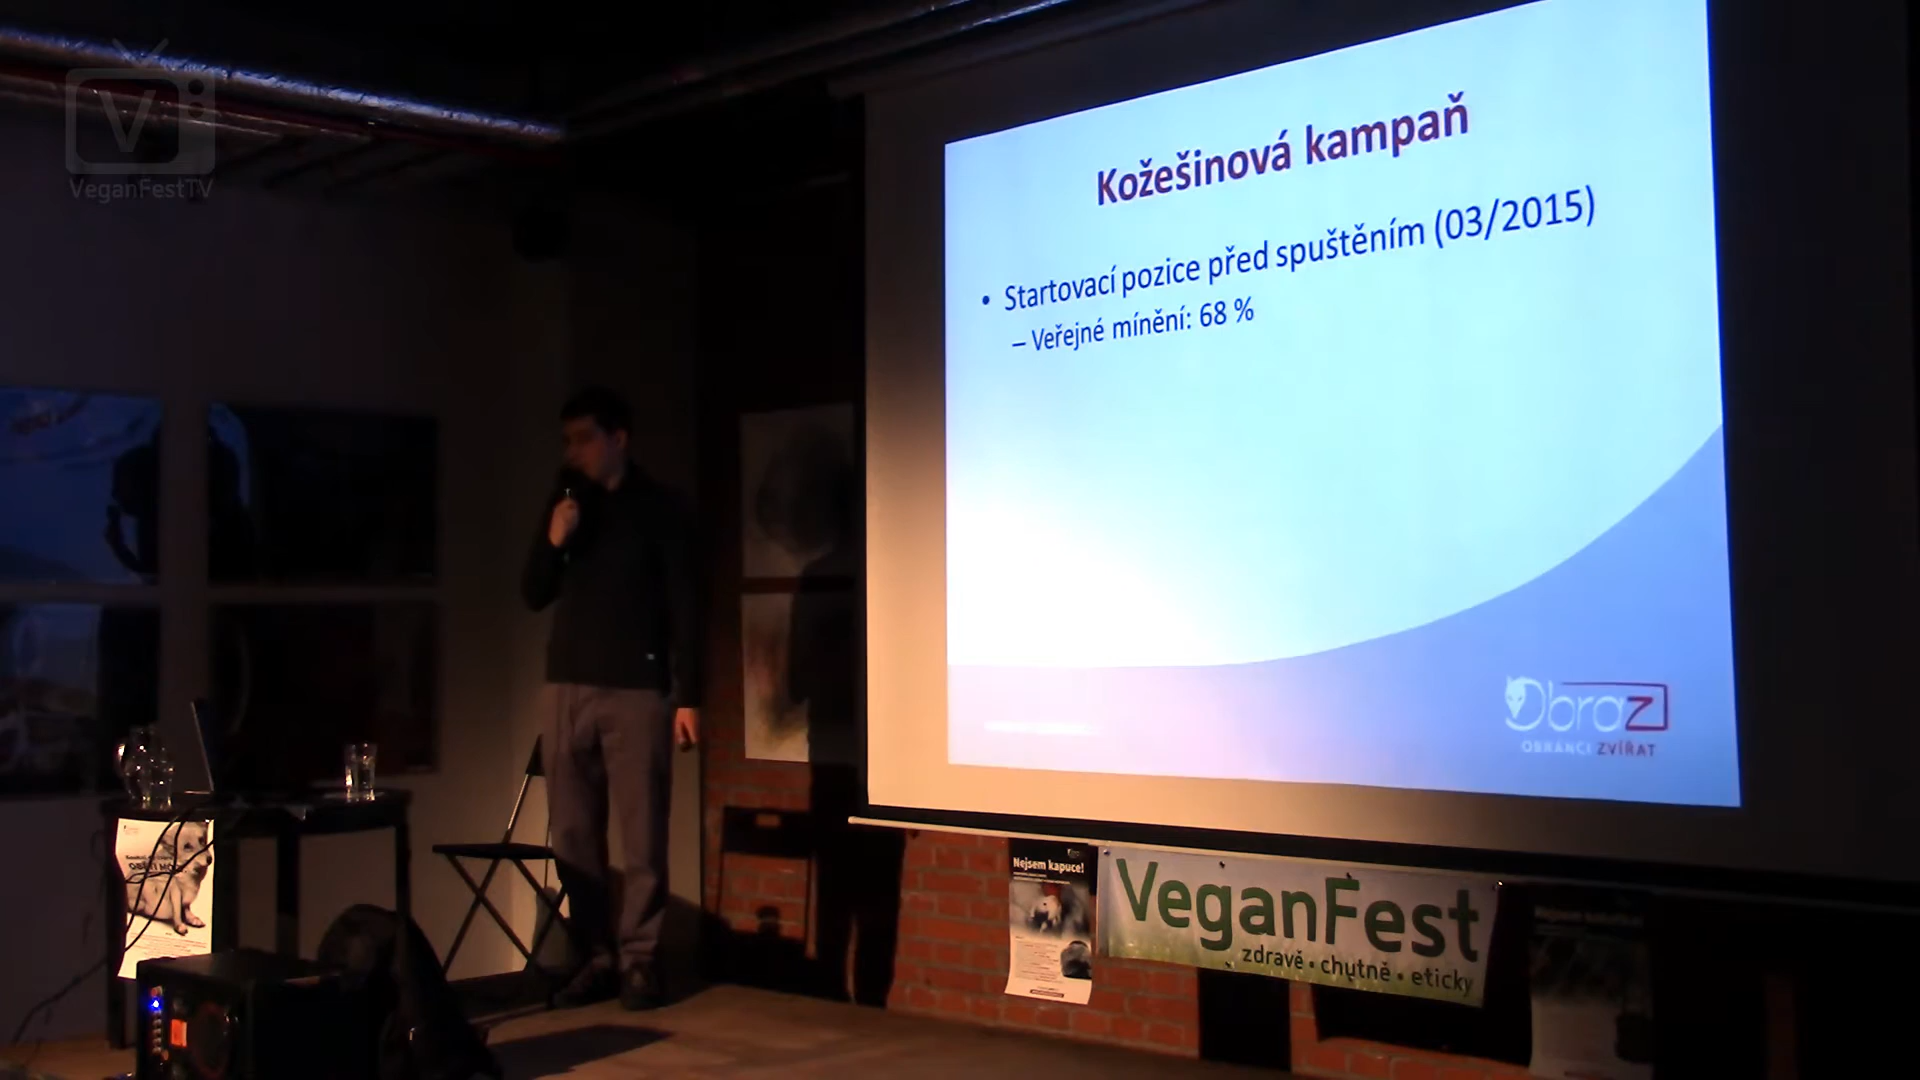 VeganFestTV
Kožešinová kampaň
• Startovací pozice před spuštěním (03/2015)
– Veřejné mínění: 68 %
Obraz
OBRÁNCI ZVÍŘAT
Nejsem kapuce!
VeganFest
zdravě • chutně • eticky